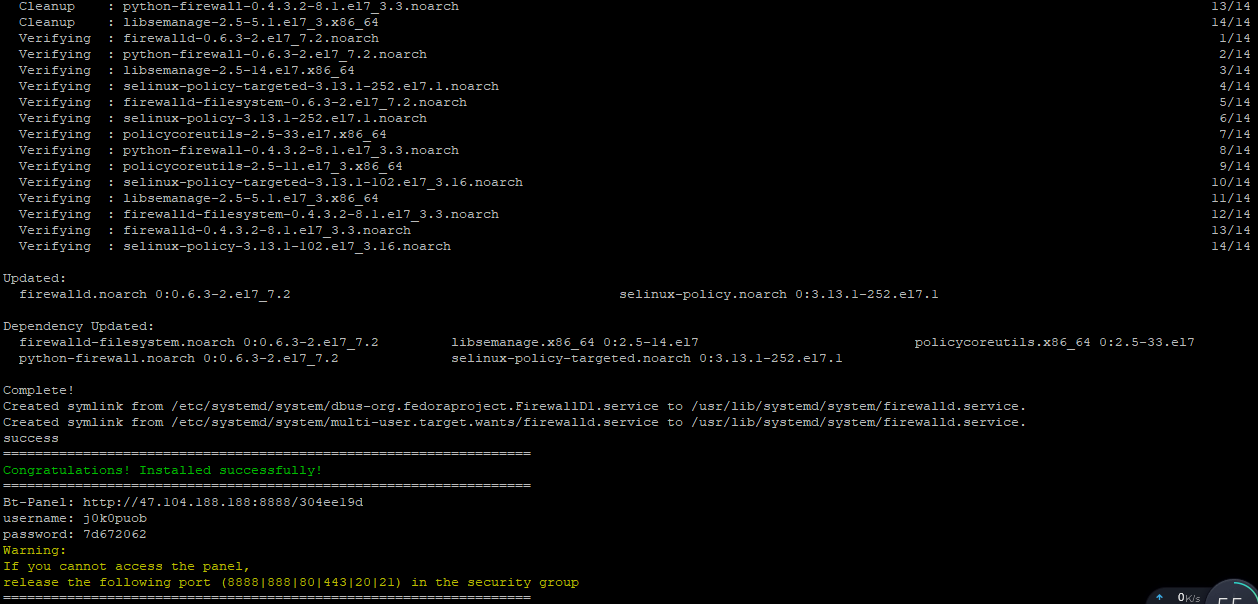 Cleanup    : python-firewall-0.4.3.2-8.1.el7_3.3.noarch    13/14
Cleanup    : libsemanage-2.5-5.1.el7_3.x86_64    14/14
Verifying  : firewalld-0.6.3-2.el7_7.2.noarch    1/14
Verifying  : python-firewall-0.6.3-2.el7_7.2.noarch    2/14
Verifying  : libsemanage-2.5-14.el7.x86_64    3/14
Verifying  : selinux-policy-targeted-3.13.1-252.el7.1.noarch    4/14
Verifying  : firewalld-filesystem-0.6.3-2.el7_7.2.noarch    5/14
Verifying  : selinux-policy-3.13.1-252.el7.1.noarch    6/14
Verifying  : policycoreutils-2.5-33.el7.x86_64    7/14
Verifying  : python-firewall-0.4.3.2-8.1.el7_3.3.noarch    8/14
Verifying  : policycoreutils-2.5-11.el7_3.x86_64    9/14
Verifying  : selinux-policy-targeted-3.13.1-102.el7_3.16.noarch    10/14
Verifying  : libsemanage-2.5-5.1.el7_3.x86_64    11/14
Verifying  : firewalld-filesystem-0.4.3.2-8.1.el7_3.3.noarch    12/14
Verifying  : firewalld-0.4.3.2-8.1.el7_3.3.noarch    13/14
Verifying  : selinux-policy-3.13.1-102.el7_3.16.noarch    14/14
Updated:
firewalld.noarch 0:0.6.3-2.el7_7.2    selinux-policy.noarch 0:3.13.1-252.el7.1
Dependency Updated:
firewalld-filesystem.noarch 0:0.6.3-2.el7_7.2    libsemanage.x86_64 0:2.5-14.el7    policycoreutils.x86_64 0:2.5-33.el7
python-firewall.noarch 0:0.6.3-2.el7_7.2    selinux-policy-targeted.noarch 0:3.13.1-252.el7.1
Complete!
Created symlink from /etc/systemd/system/dbus-org.fedoraproject.FirewallD1.service to /usr/lib/systemd/system/firewalld.service.
Created symlink from /etc/systemd/system/multi-user.target.wants/firewalld.service to /usr/lib/systemd/system/firewalld.service.
success
==================================================================
Congratulations! Installed successfully!
==================================================================
Bt-Panel: http://47.104.188.188:8888/304ee19d
username: j0k0puob
password: 7d672062
Warning:
If you cannot access the panel,
release the following port (8888|888|80|443|20|21) in the security group
==================================================================
0K/s